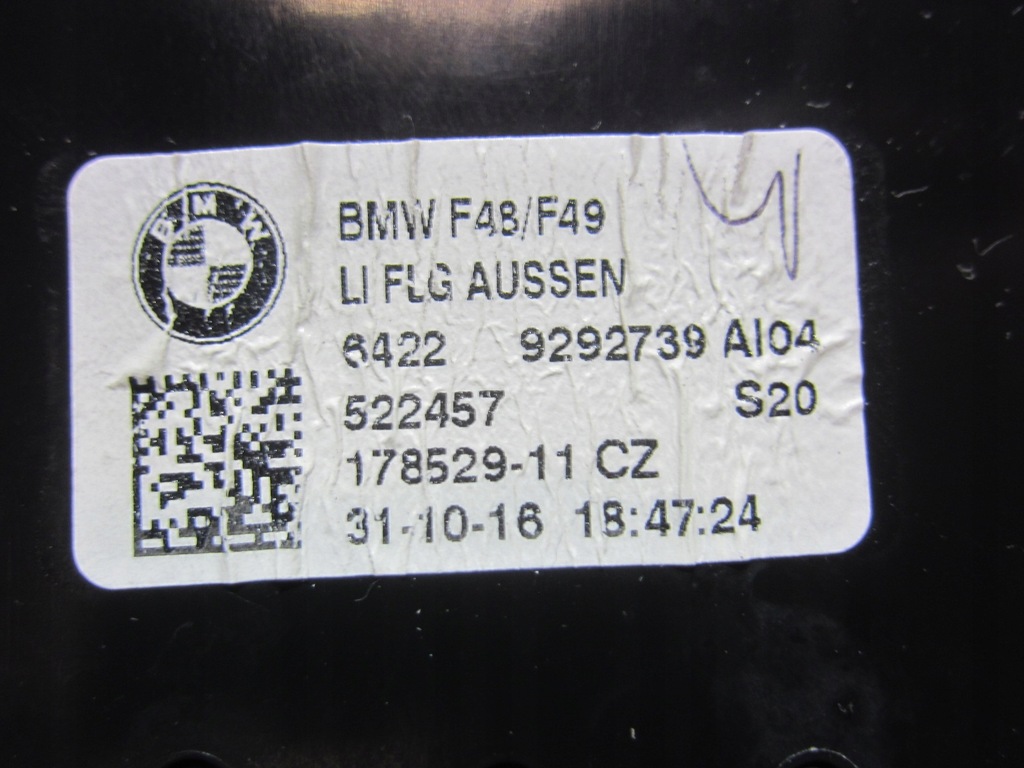 BMW
BMW F48/F49
LI FLG AUSSEN
6422 9292739 AI04
522457 S20
178529-11 CZ
31-10-16 18:47:24